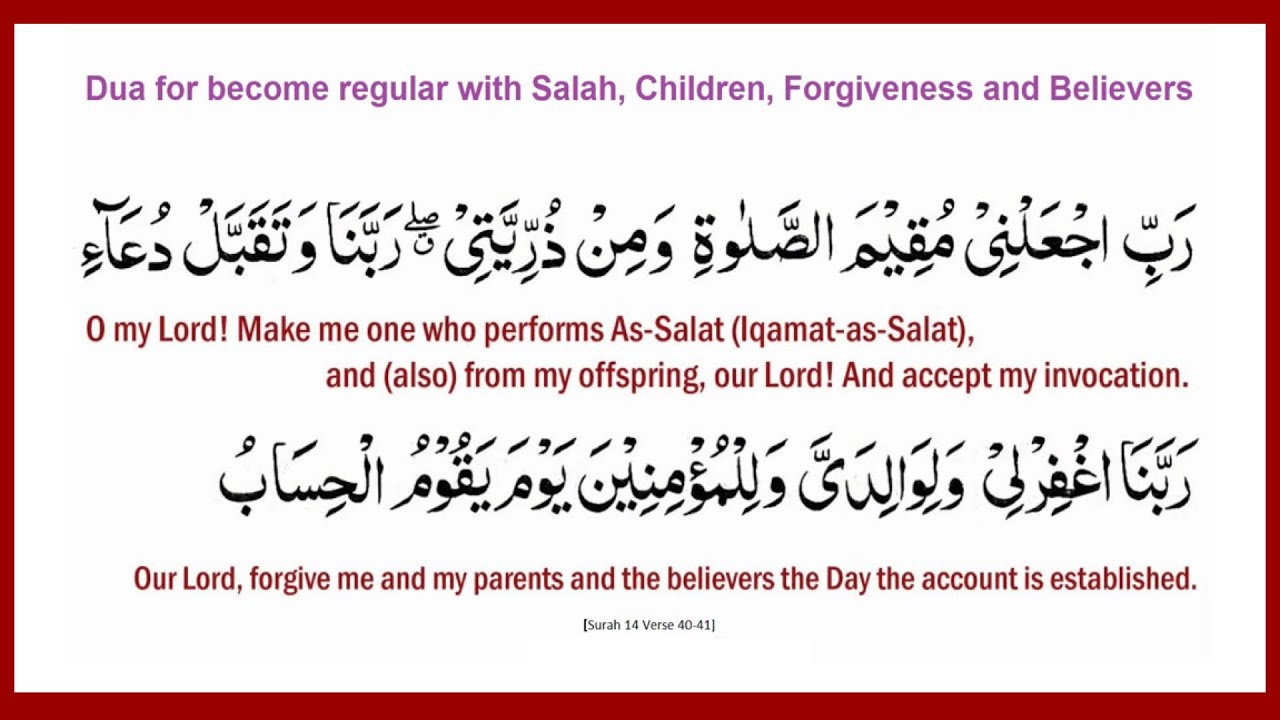 Dua for become regular with Salah, Children, Forgiveness and Believers
رَبِّ اجْعَلْنِيْ مُقِيْمَ الصَّلٰوةِ وَمِنْ ذُرِّيَّتِيْ ۖق رَبَّنَا وَتَقَبَّلْ دُعَآءِ
O my Lord! Make me one who performs As-Salat (Iqamat-as-Salat),
and (also) from my offspring, our Lord! And accept my invocation.
رَبَّنَا اغْفِرْلِيْ وَلِوَالِدَيَّ وَلِلْمُؤْمِنِيْنَ يَوْمَ يَقُوْمُ الْحِسَابُ
Our Lord, forgive me and my parents and the believers the Day the account is established.
[Surah 14 Verse 40-41]